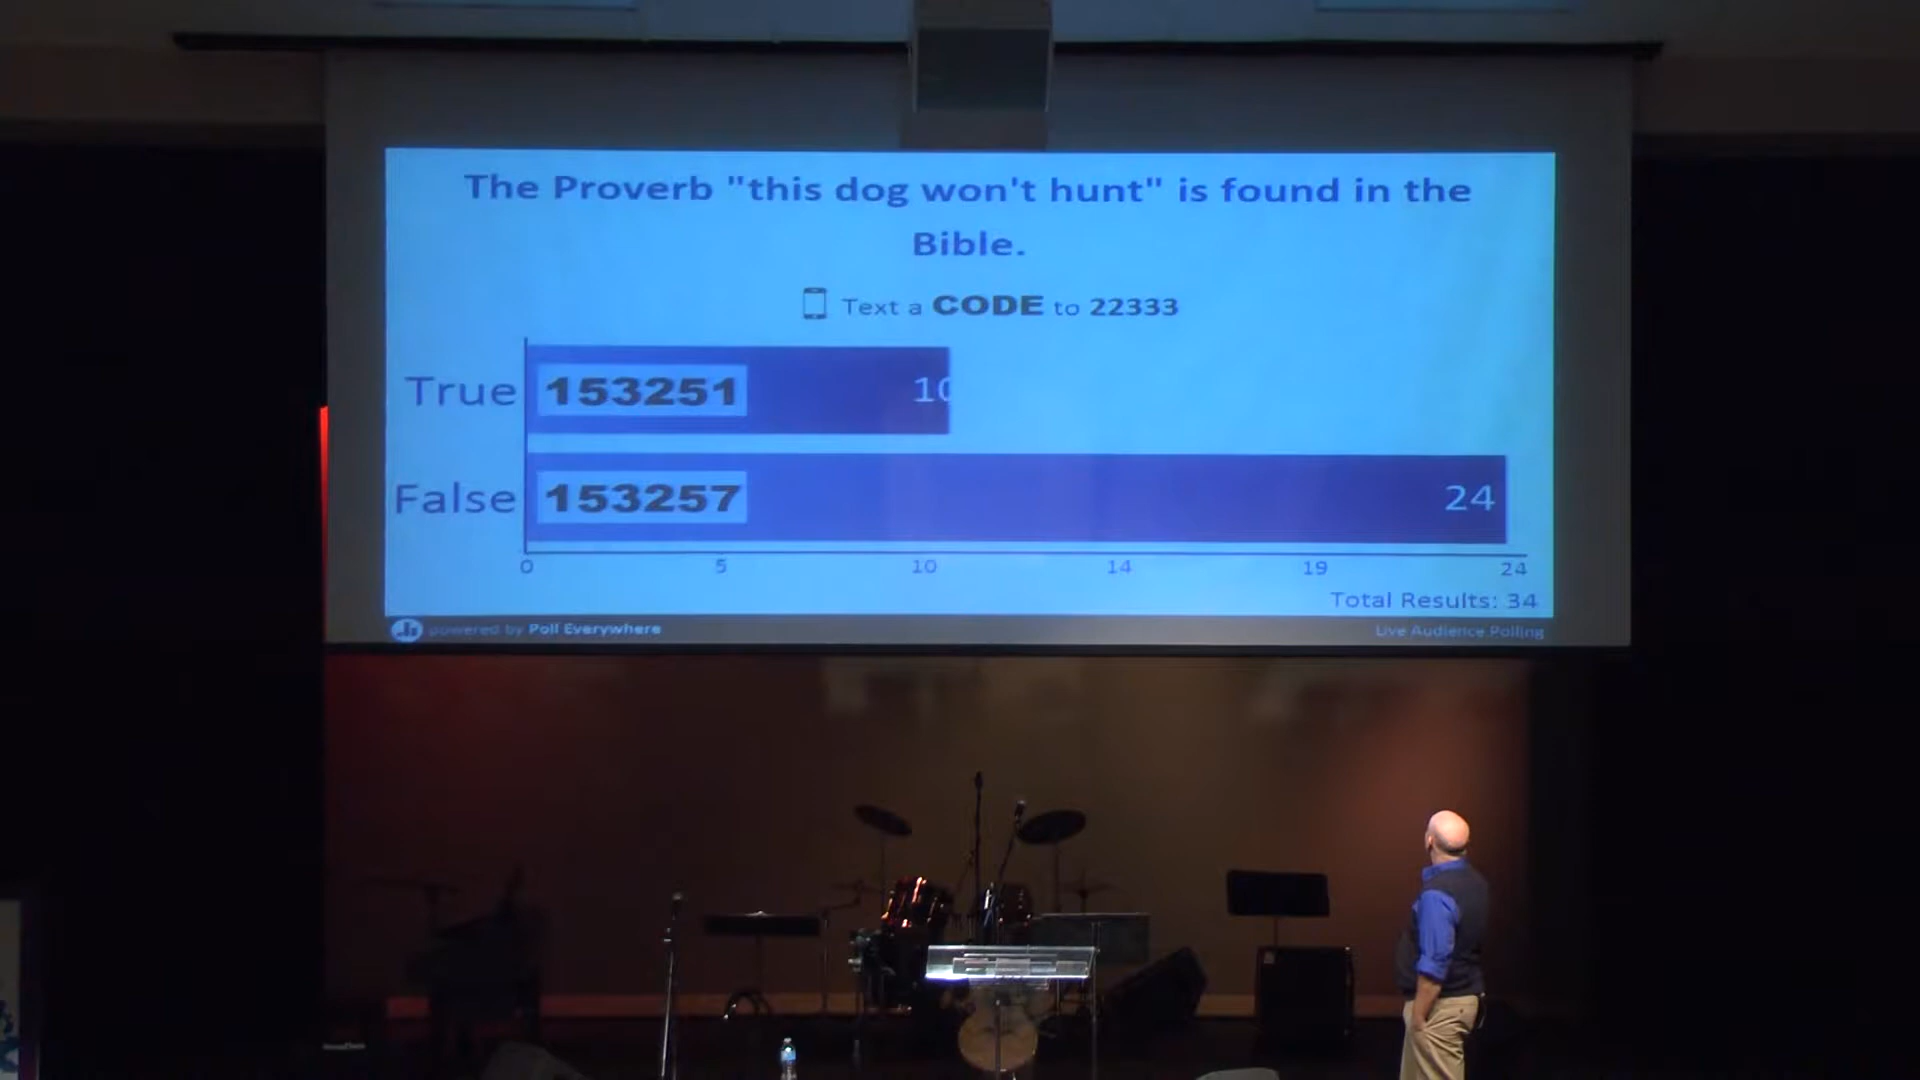 The Proverb "this dog won't hunt" is found in the
Bible.
Text a CODE to 22333
True 153251 10
False 153257 24
0 5 10 14 19 24
Total Results: 34
powered by Poll Everywhere
Live Audience Polling